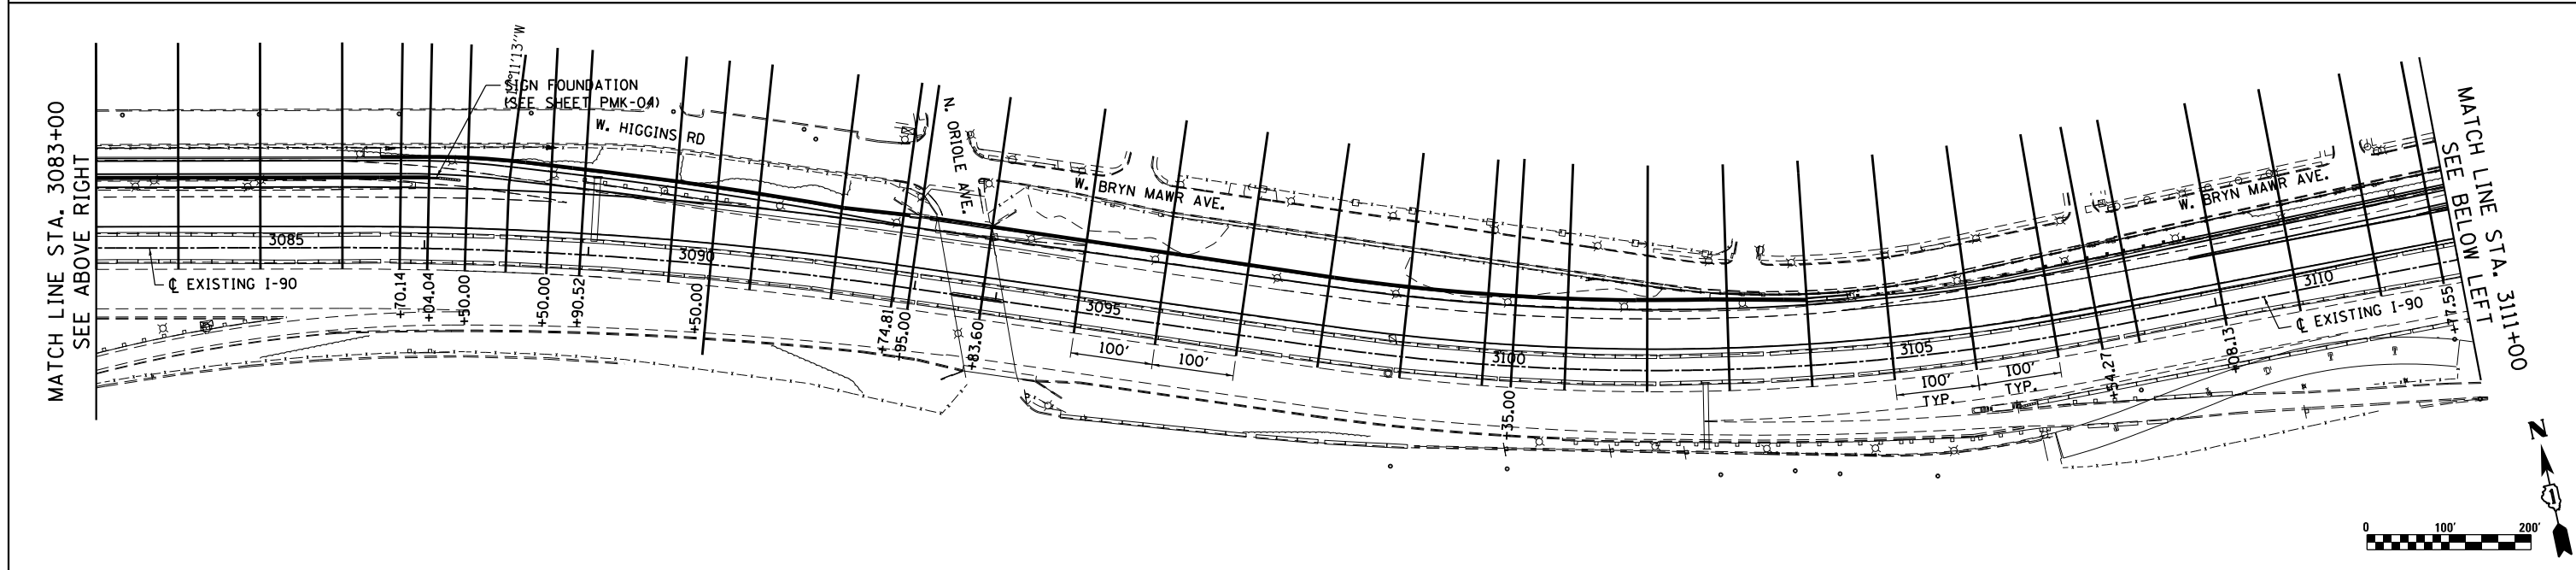 MATCH LINE STA. 3083+00
SEE ABOVE RIGHT
SIGN FOUNDATION
(SEE SHEET PMK-04)
W. HIGGINS RD
N. ORIOLE AVE.
W. BRYN MAWR AVE.
W. BRYN MAWR AVE.
MATCH LINE STA. 3111+00
SEE BELOW LEFT
3085
3090
3095
3100
3105
3110
℄ EXISTING I-90
℄ EXISTING I-90
+70.14
+04.04
+50.00
+50.00
+90.52
+50.00
+74.81
+95.00
+83.60
100'
100'
+35.00
100'
TYP.
100'
TYP.
+54.27
+08.13
+77.55
N
0 100' 200'